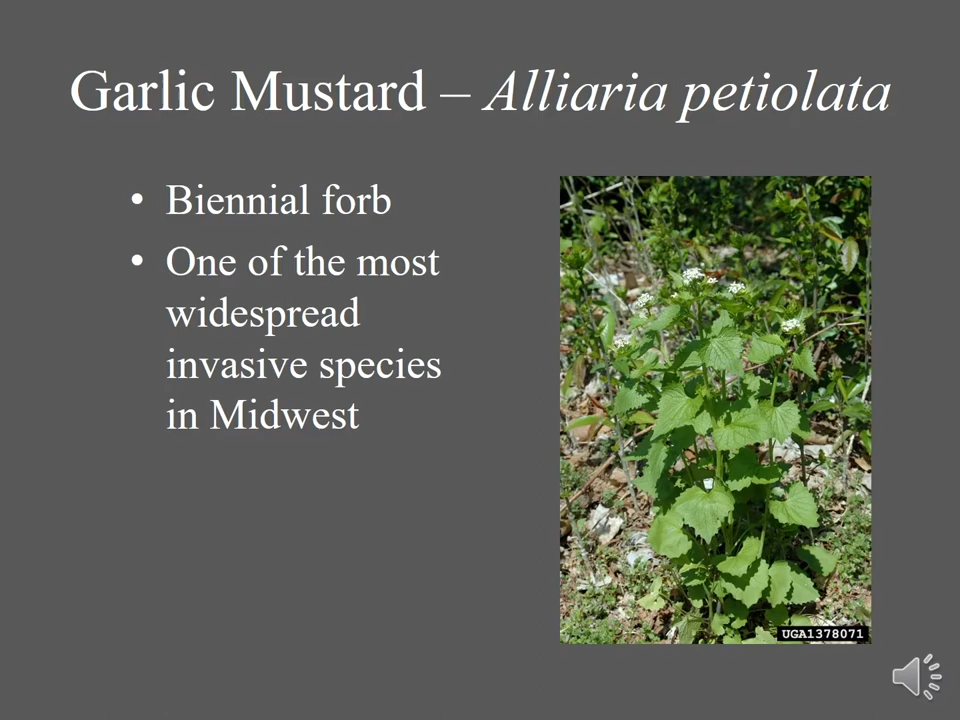 Garlic Mustard – Alliaria petiolata
• Biennial forb
• One of the most
widespread
invasive species
in Midwest
UGA1378071